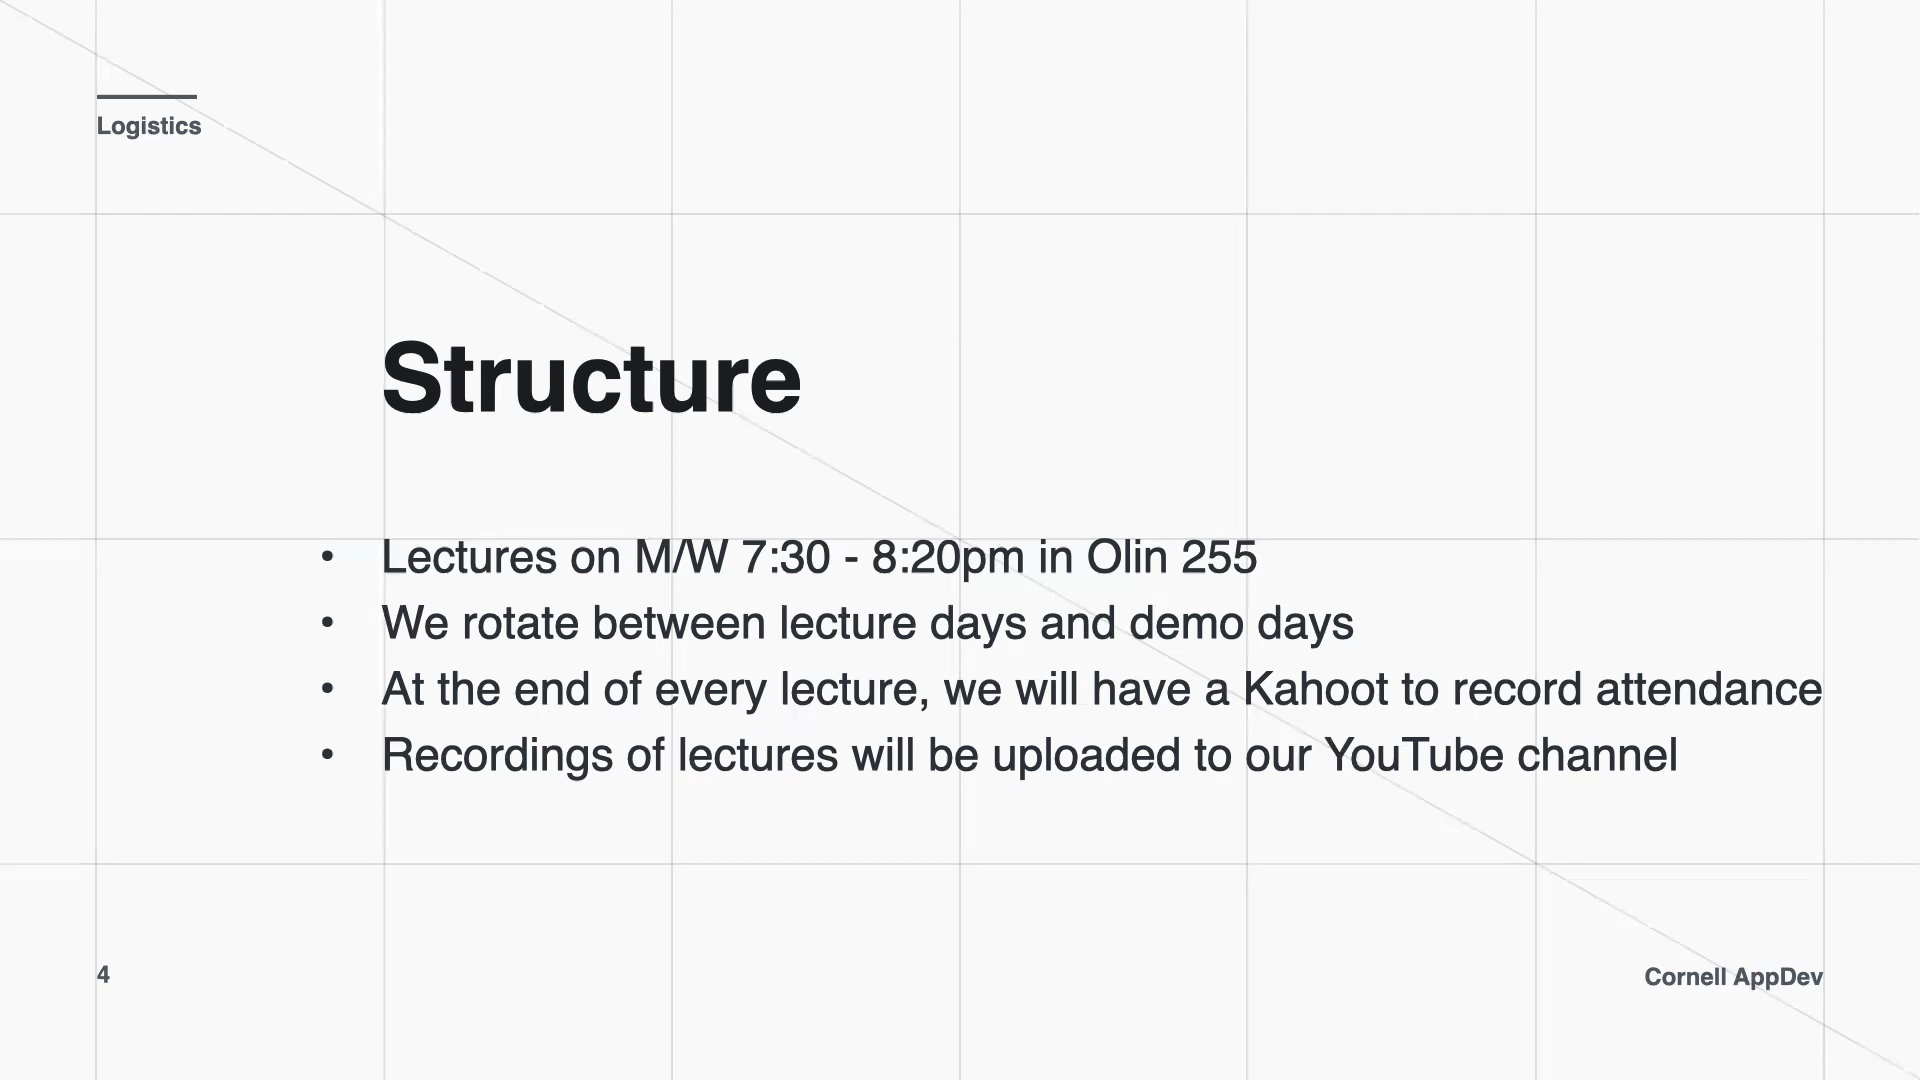 Logistics
Structure
• Lectures on M/W 7:30 - 8:20pm in Olin 255
• We rotate between lecture days and demo days
• At the end of every lecture, we will have a Kahoot to record attendance
• Recordings of lectures will be uploaded to our YouTube channel
4
Cornell AppDev